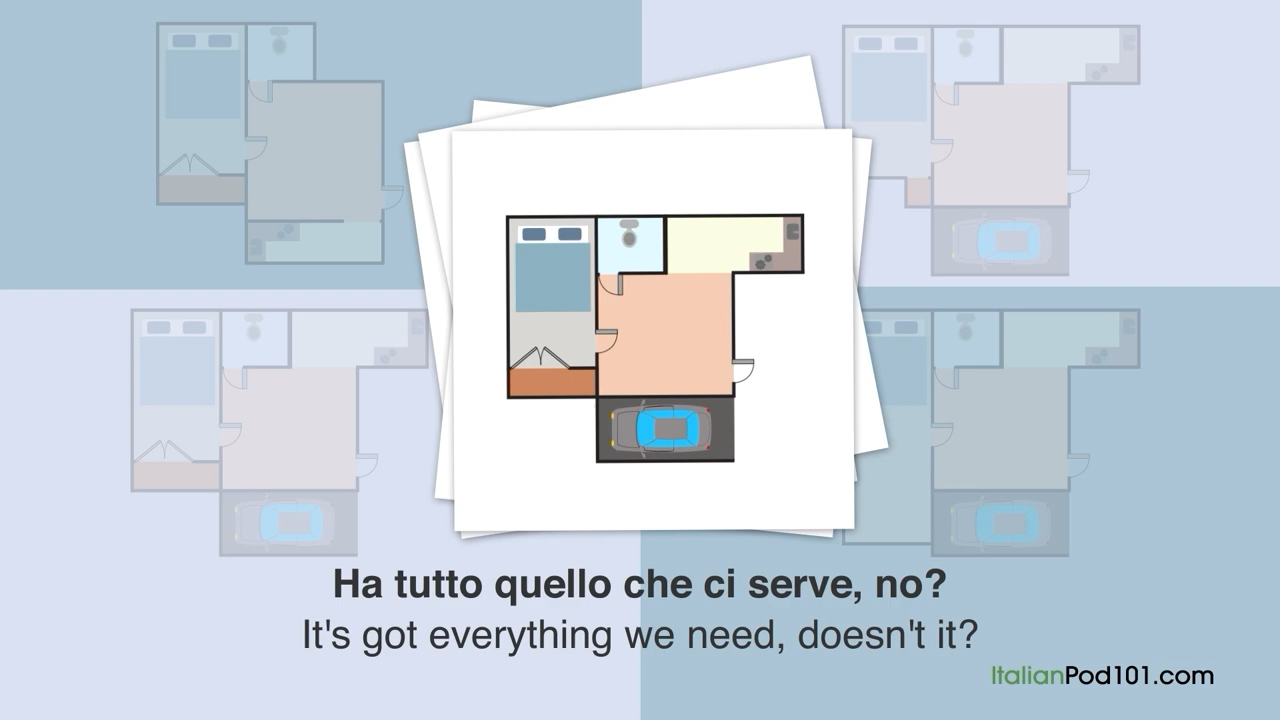 Ha tutto quello che ci serve, no?
It's got everything we need, doesn't it?
ItalianPod101.com